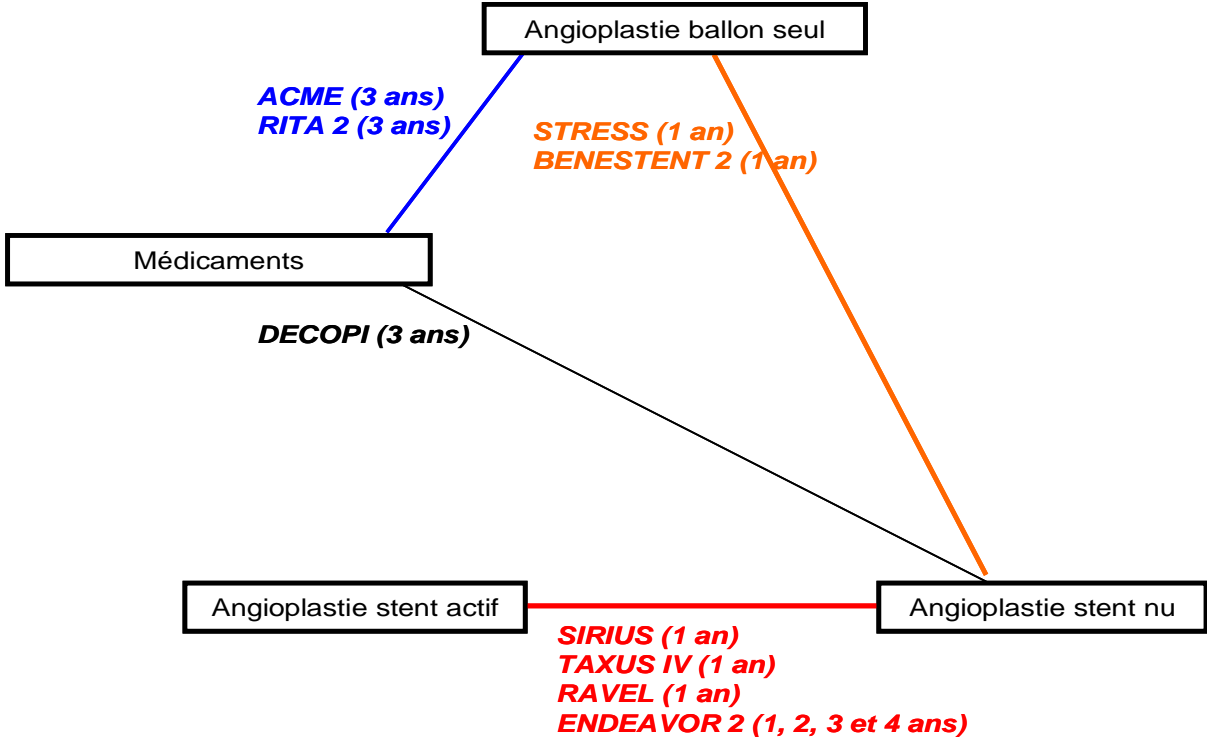 Angioplastie ballon seul
ACME (3 ans)
RITA 2 (3 ans)
STRESS (1 an)
BENESTENT 2 (1 an)
Médicaments
DECOPI (3 ans)
Angioplastie stent actif
Angioplastie stent nu
SIRIUS (1 an)
TAXUS IV (1 an)
RAVEL (1 an)
ENDEAVOR 2 (1, 2, 3 et 4 ans)